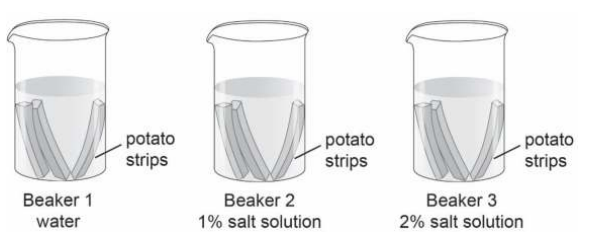 potato
strips
Beaker 1
water
potato
strips
Beaker 2
1% salt solution
potato
strips
Beaker 3
2% salt solution